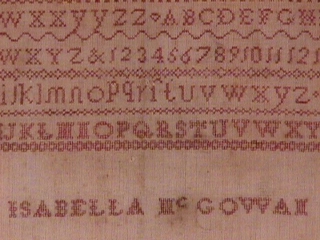 WXXYYZZ ABCDEFGH
WXYZ&123456789101112
ijklmnopqrſtuvwxyz
IJKLMNOPQRSTUVWXY
ISABELLA McGOWAN